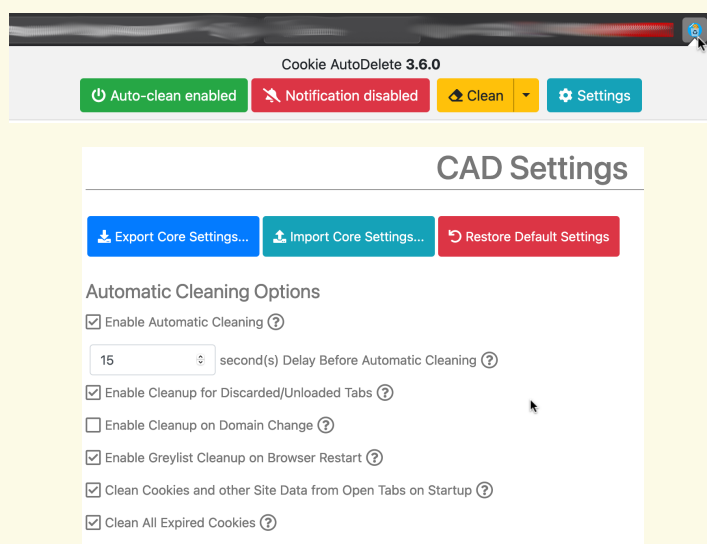 Cookie AutoDelete 3.6.0
Auto-clean enabled Notification disabled Clean Settings
CAD Settings
Export Core Settings... Import Core Settings... Restore Default Settings
Automatic Cleaning Options
Enable Automatic Cleaning
15 second(s) Delay Before Automatic Cleaning
Enable Cleanup for Discarded/Unloaded Tabs
Enable Cleanup on Domain Change
Enable Greylist Cleanup on Browser Restart
Clean Cookies and other Site Data from Open Tabs on Startup
Clean All Expired Cookies